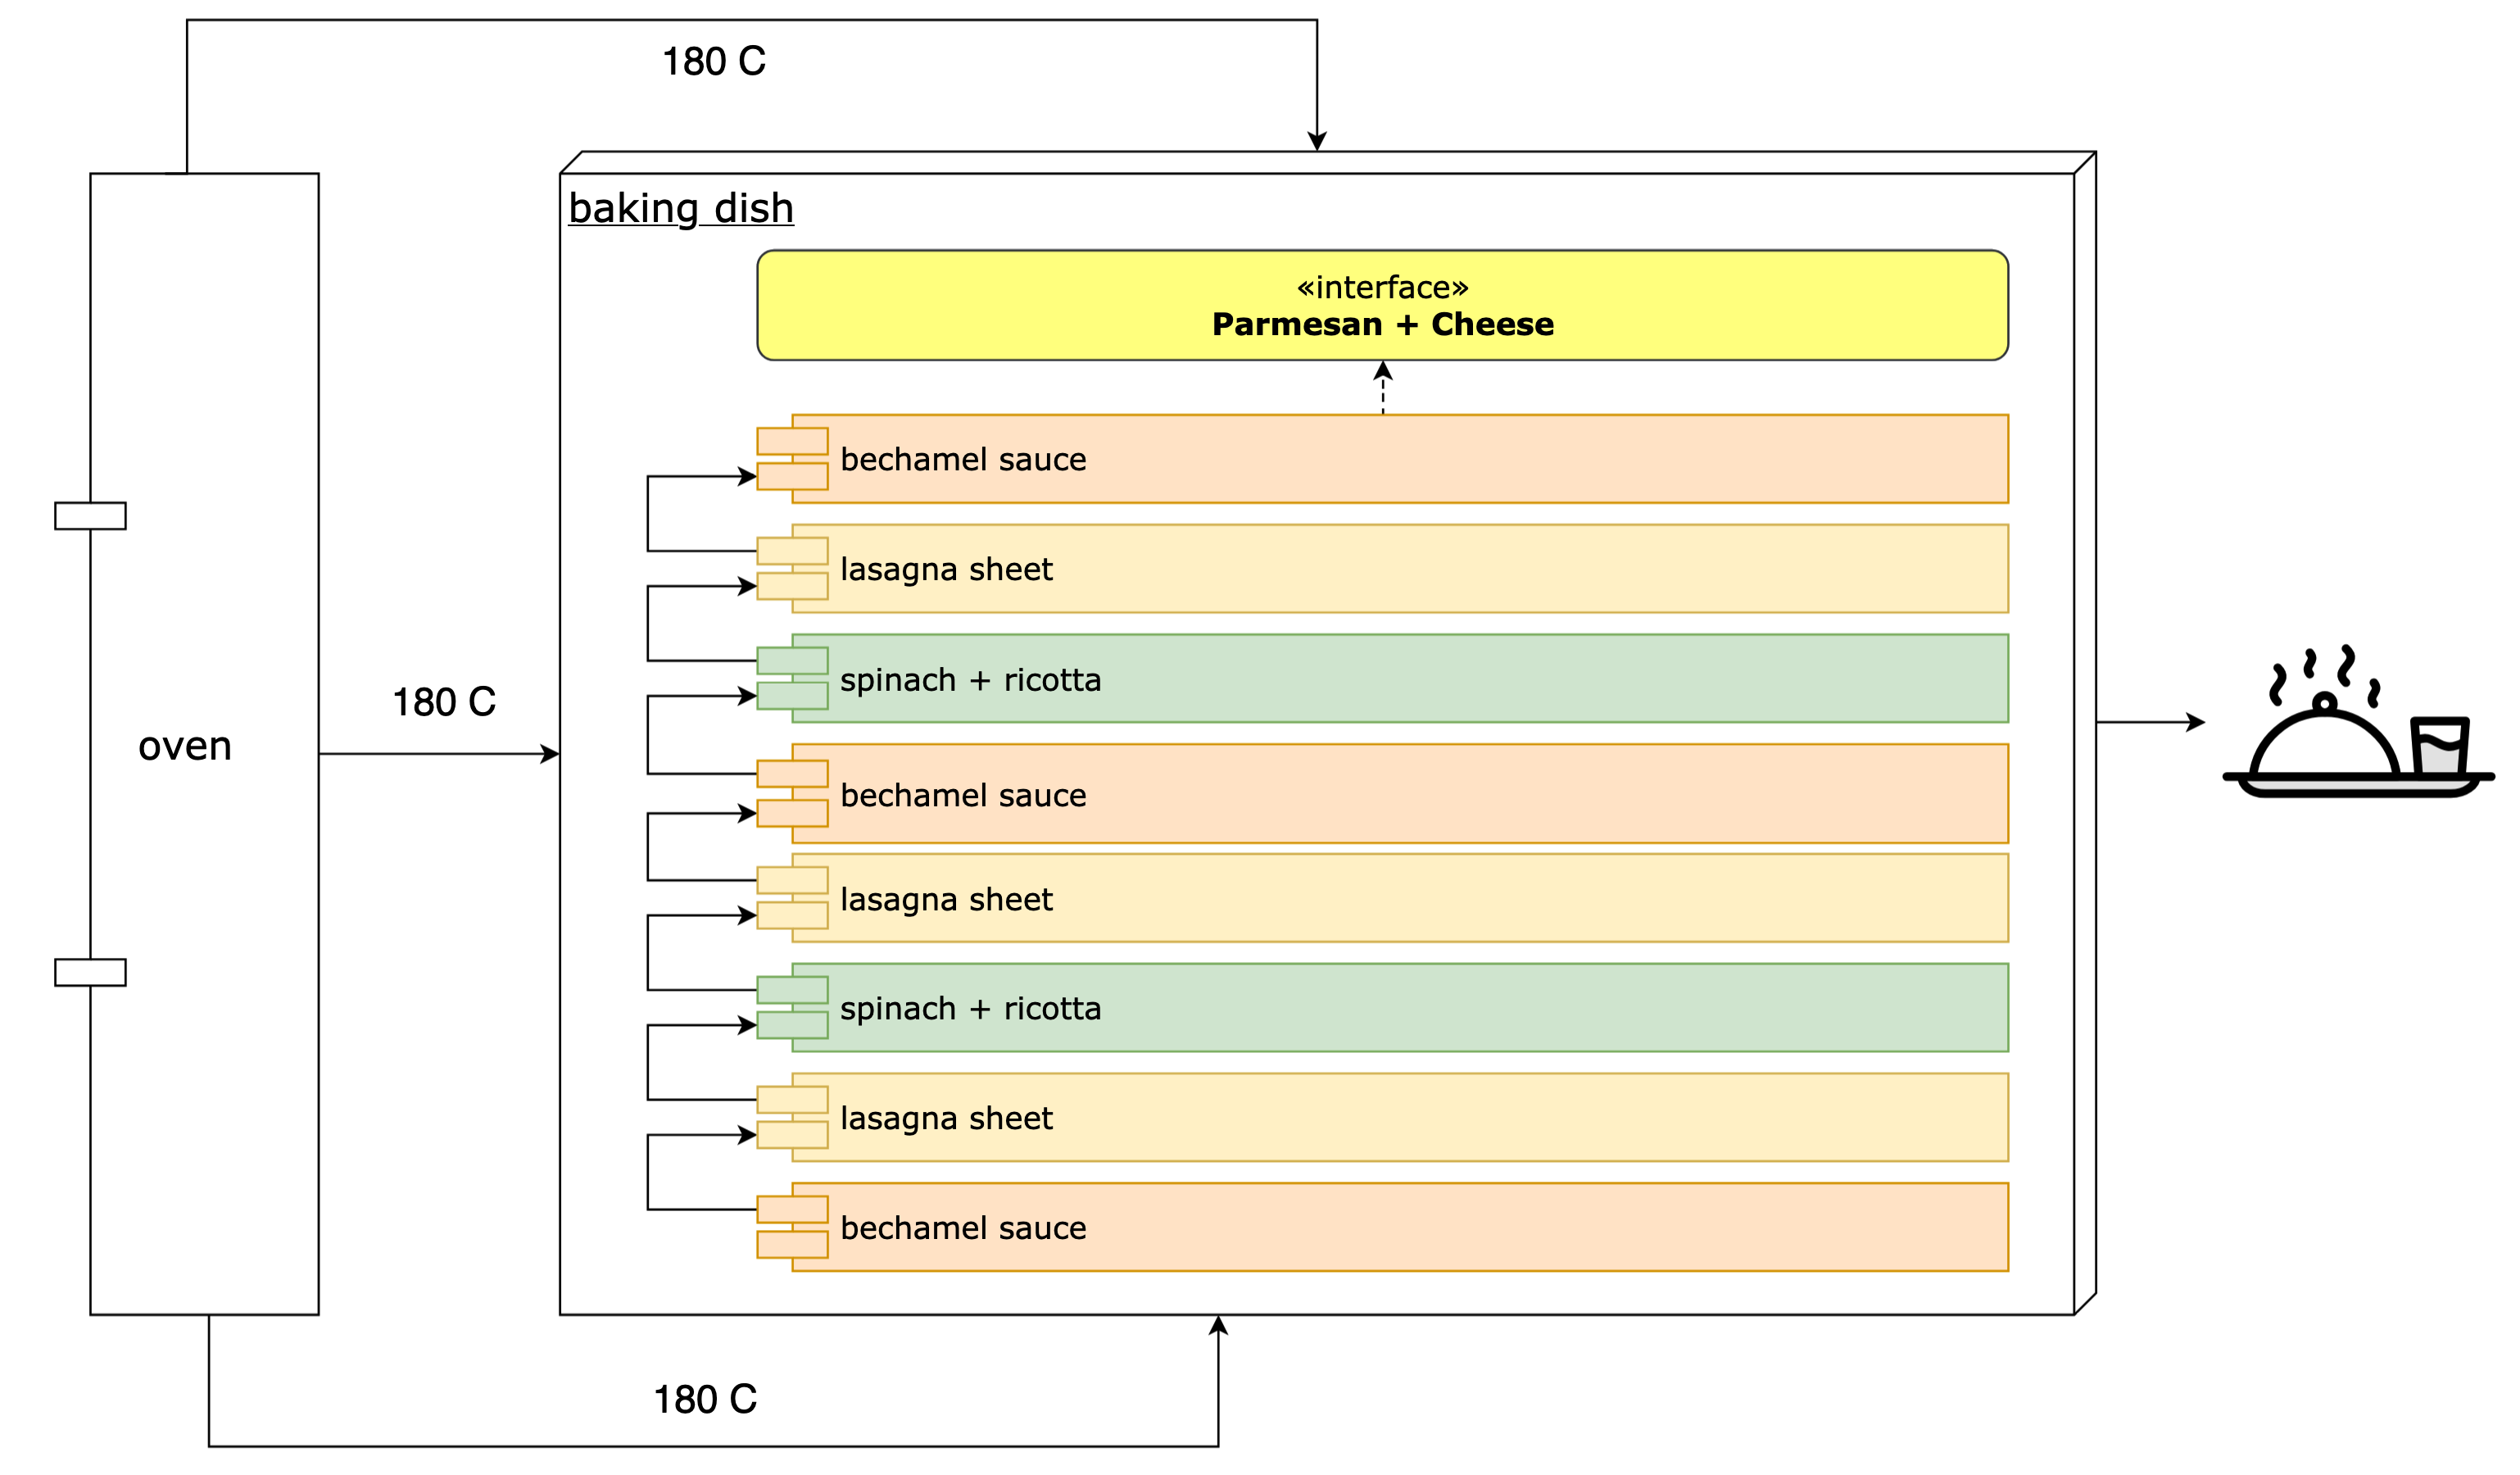 180 C
baking dish
«interface»
Parmesan + Cheese
bechamel sauce
lasagna sheet
spinach + ricotta
180 C
oven
bechamel sauce
lasagna sheet
spinach + ricotta
lasagna sheet
bechamel sauce
180 C